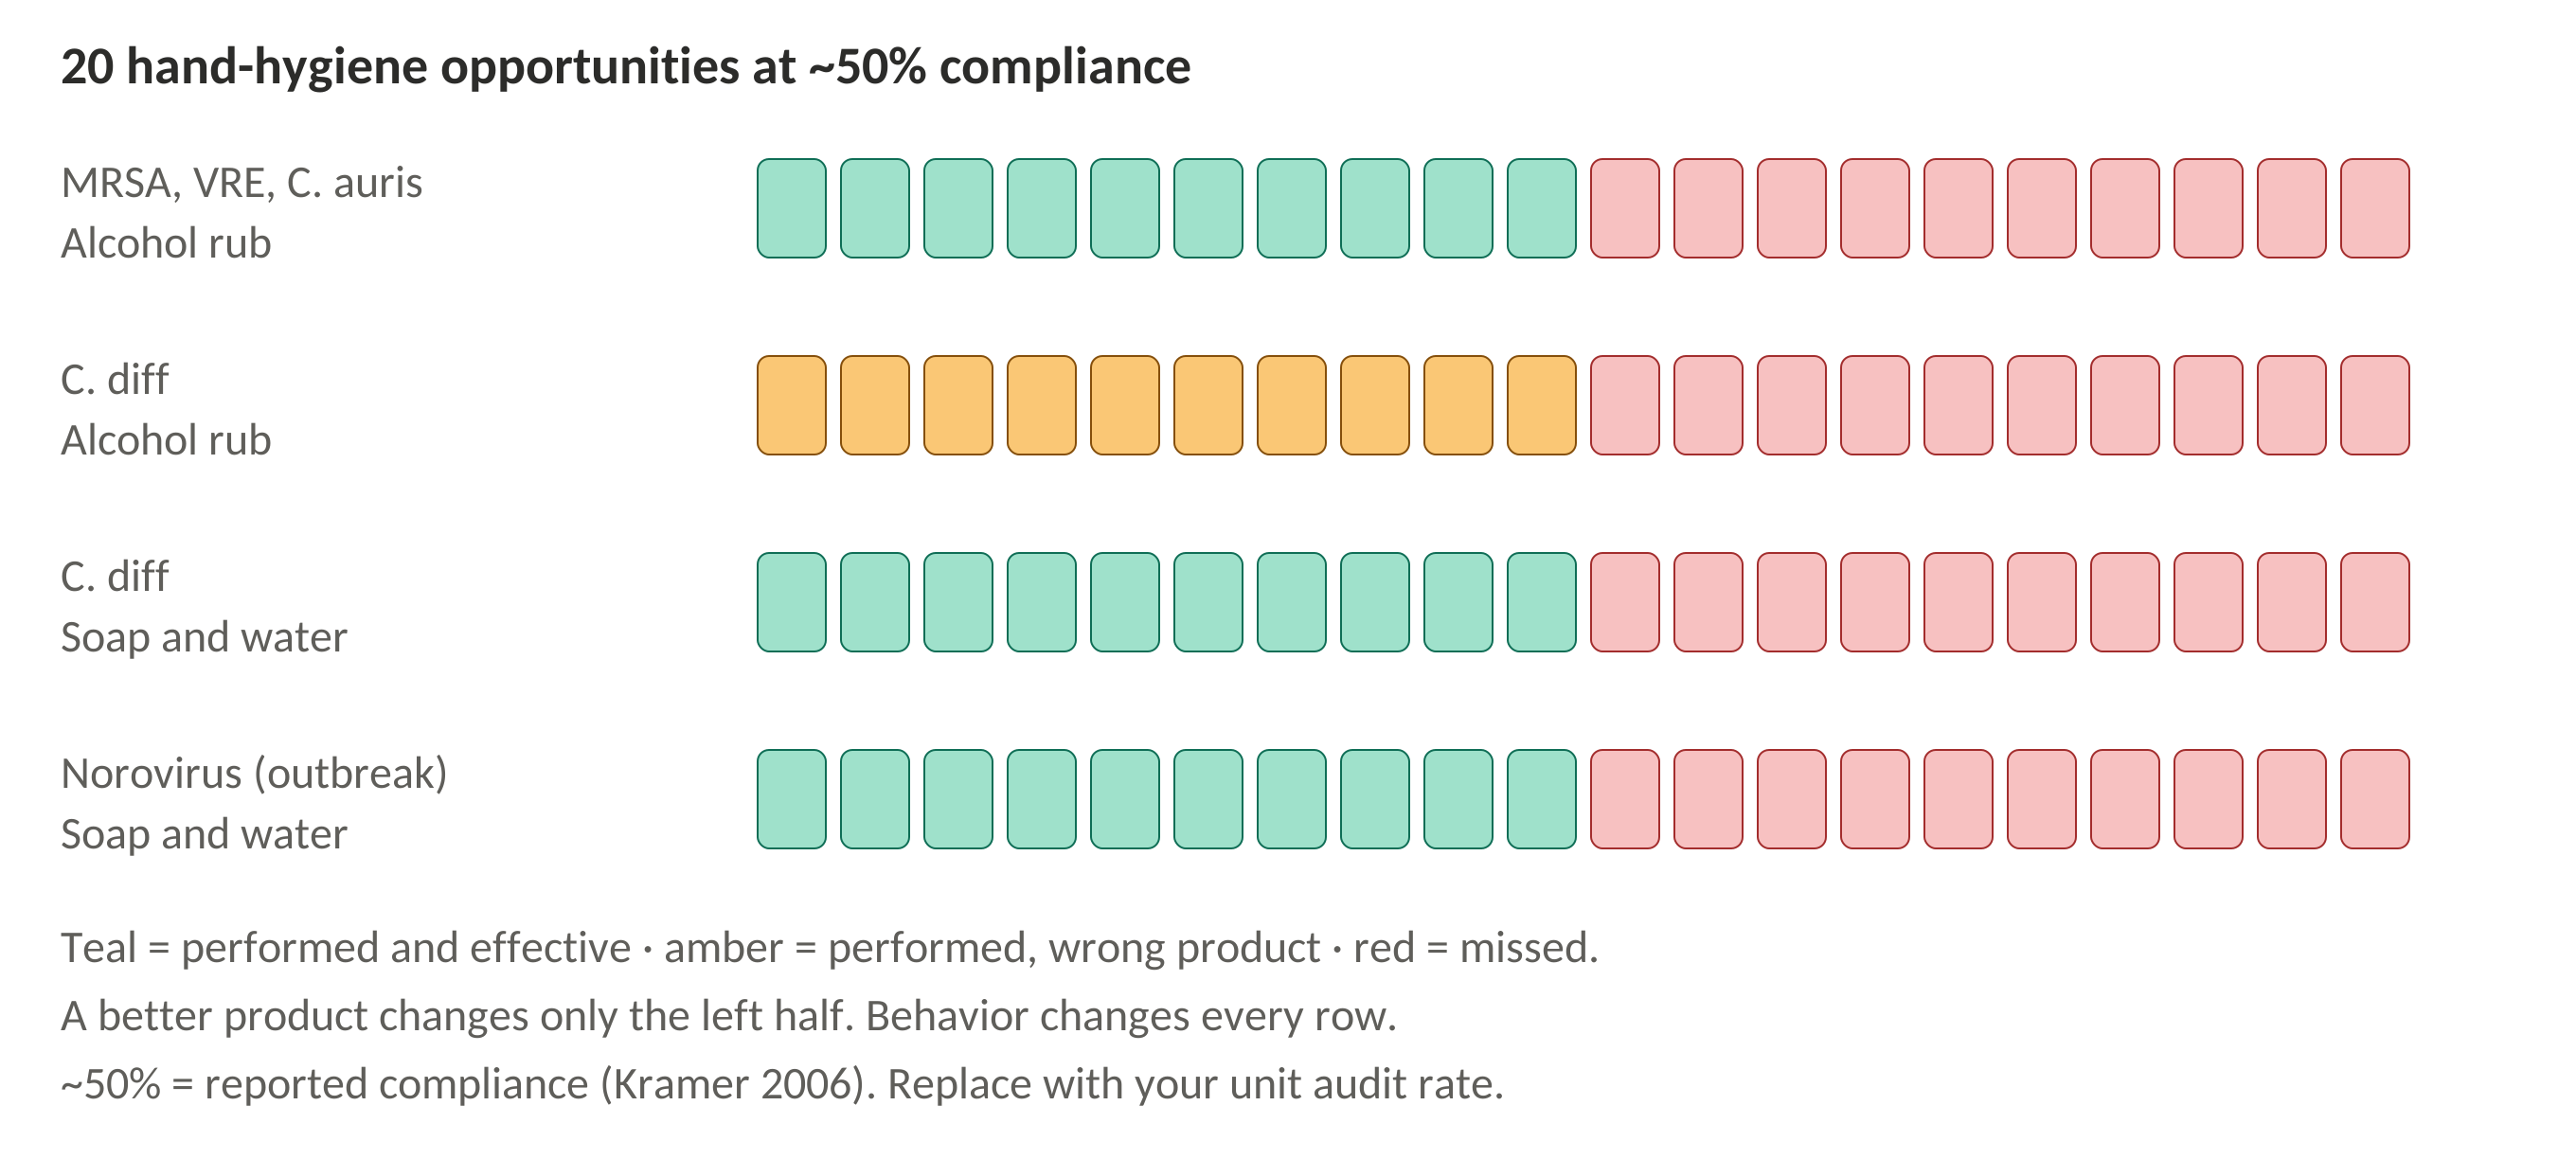 20 hand-hygiene opportunities at ~50% compliance
MRSA, VRE, C. auris
Alcohol rub
C. diff
Alcohol rub
C. diff
Soap and water
Norovirus (outbreak)
Soap and water
Teal = performed and effective · amber = performed, wrong product · red = missed.
A better product changes only the left half. Behavior changes every row.
~50% = reported compliance (Kramer 2006). Replace with your unit audit rate.